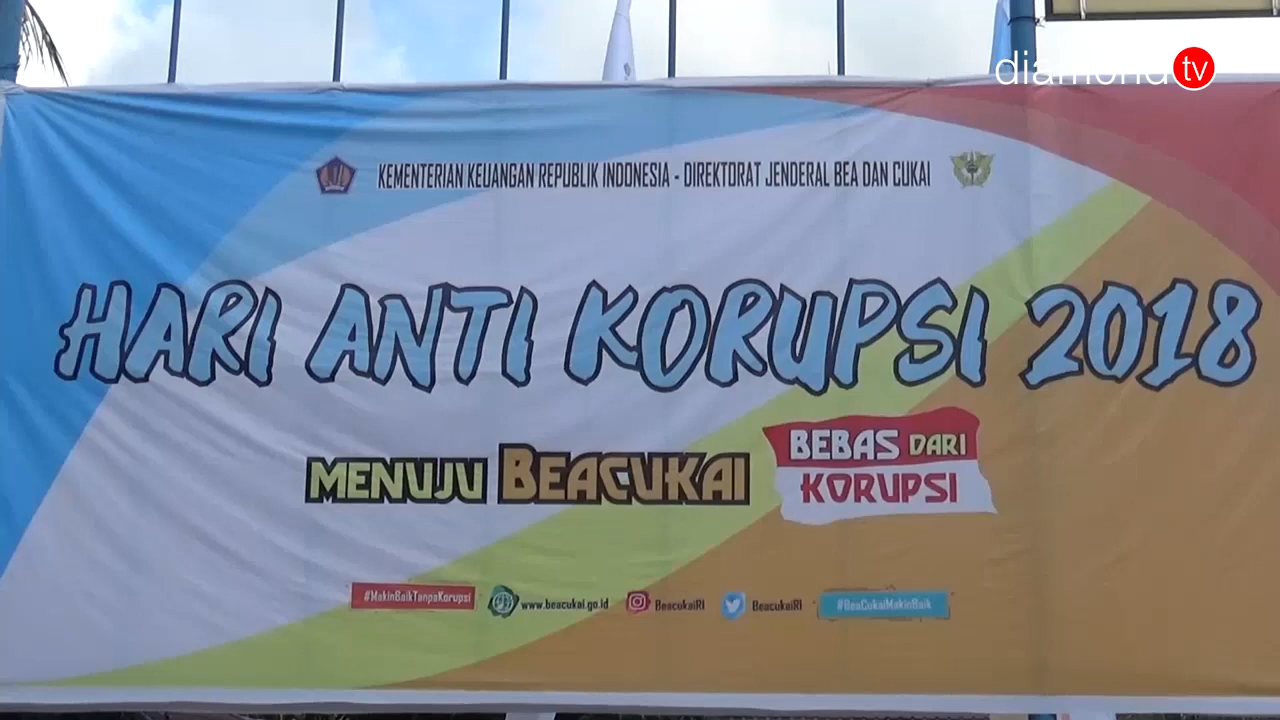 diamond tv
KEMENTERIAN KEUANGAN REPUBLIK INDONESIA - DIREKTORAT JENDERAL BEA DAN CUKAI
HARI ANTI KORUPSI 2018
MENUJU BEACUKAI BEBAS DARI
KORUPSI
#MakinBaikTanpaKorupsi www.beacukai.go.id BeacukaiRI BeacukaiRI #BeaCukaiMakinBaik